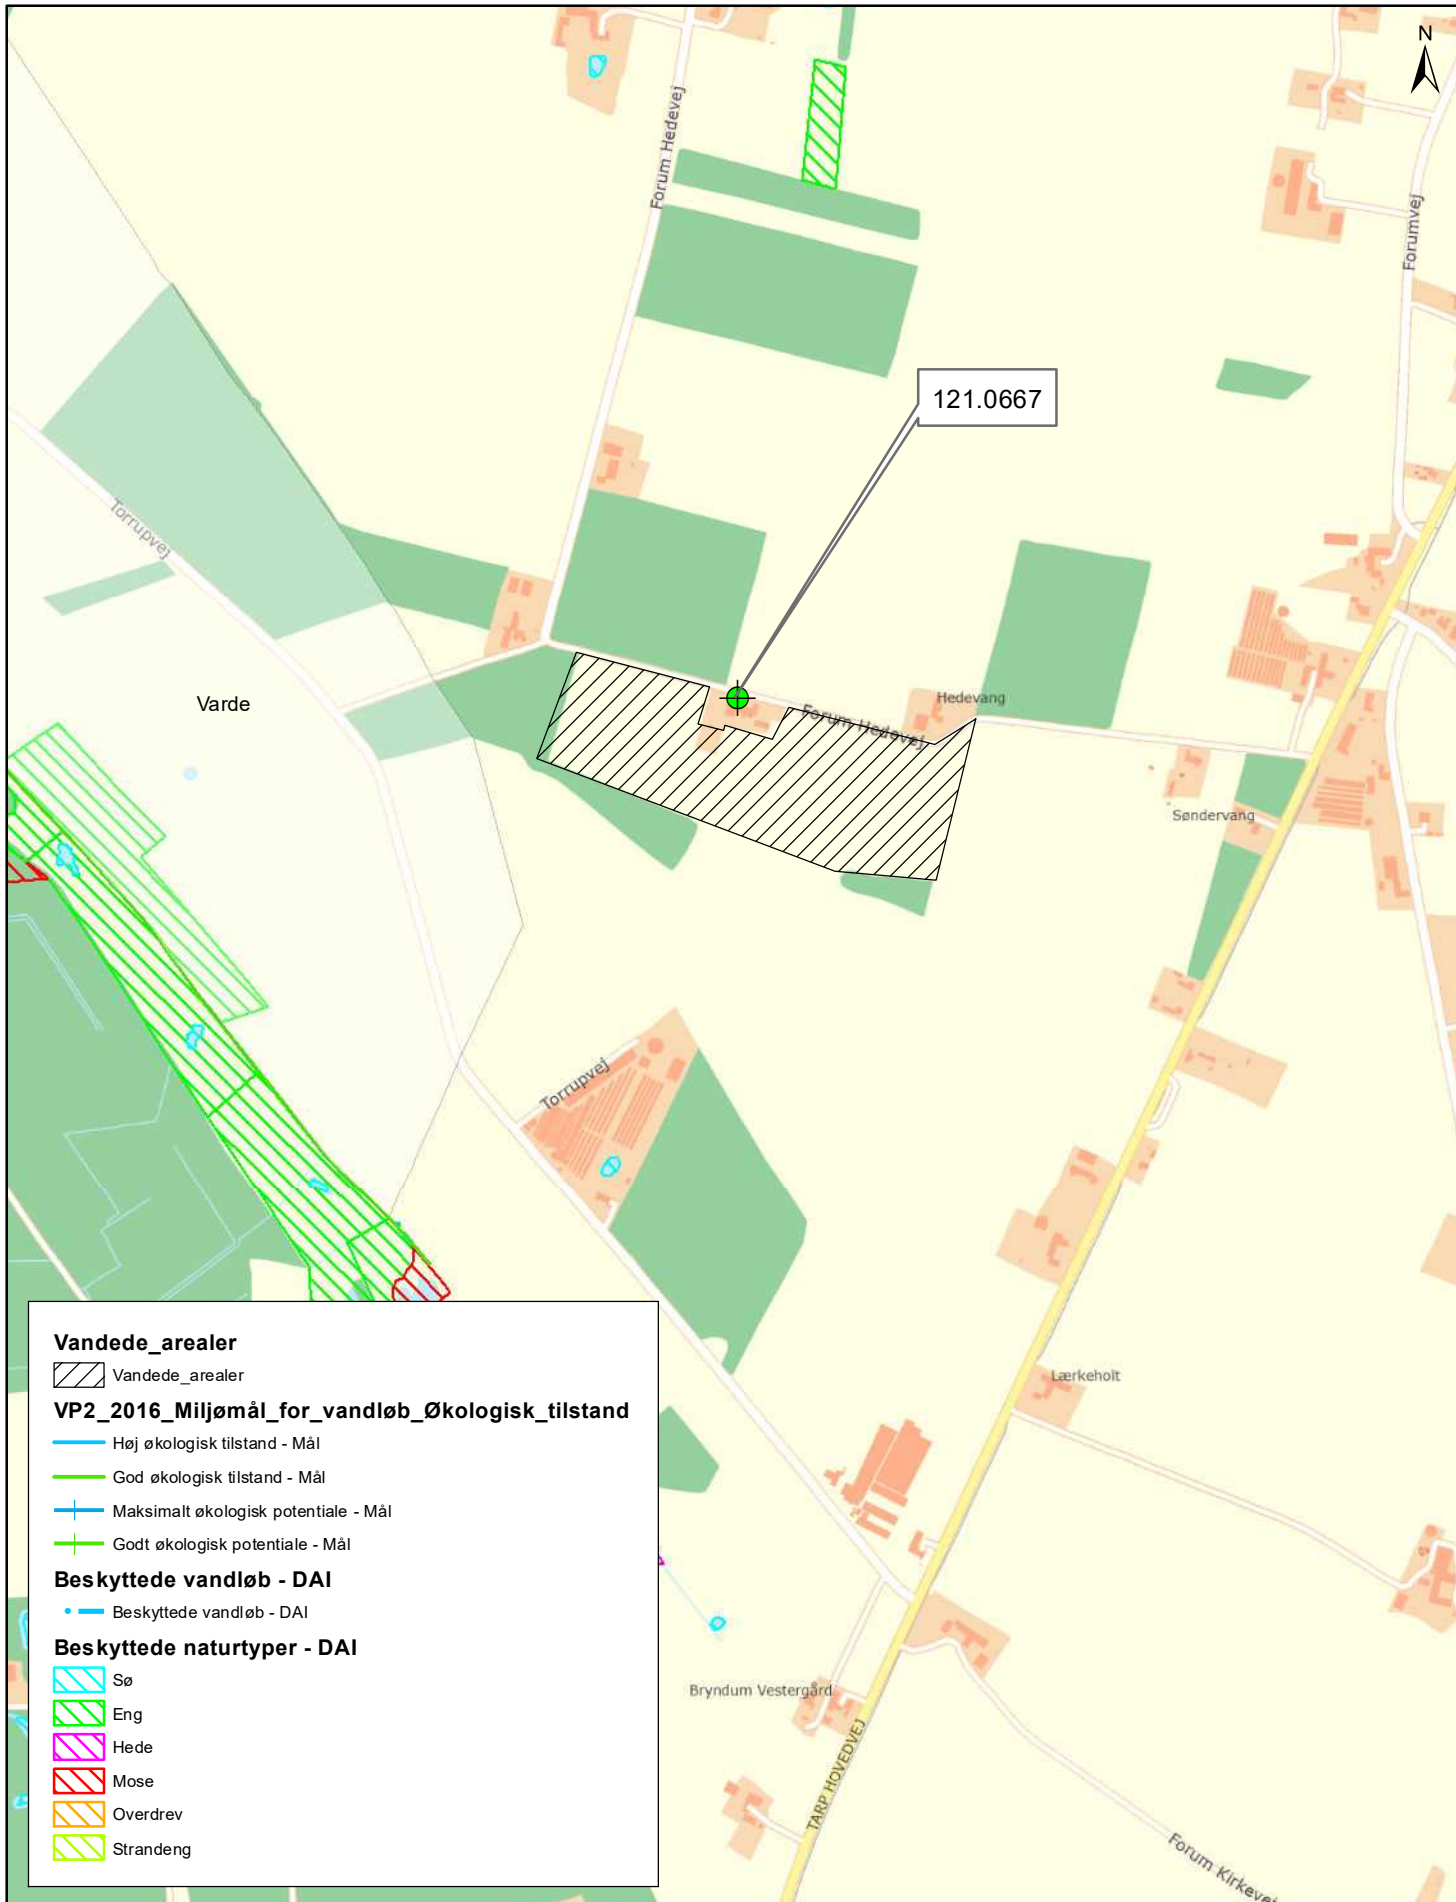 N
Forum Hedevej
Forumvej
121.0667
Torrupvej
Varde
Hedevang
Forum Hedevej
Søndervang
Torrupvej
Lærkeholt
Bryndum Vestergård
TARP HOVEDVEJ
Forum Kirkevej
Vandede_arealer
Vandede_arealer
VP2_2016_Miljømål_for_vandløb_Økologisk_tilstand
Høj økologisk tilstand - Mål
God økologisk tilstand - Mål
Maksimalt økologisk potentiale - Mål
Godt økologisk potentiale - Mål
Beskyttede vandløb - DAI
Beskyttede vandløb - DAI
Beskyttede naturtyper - DAI
Sø
Eng
Hede
Mose
Overdrev
Strandeng